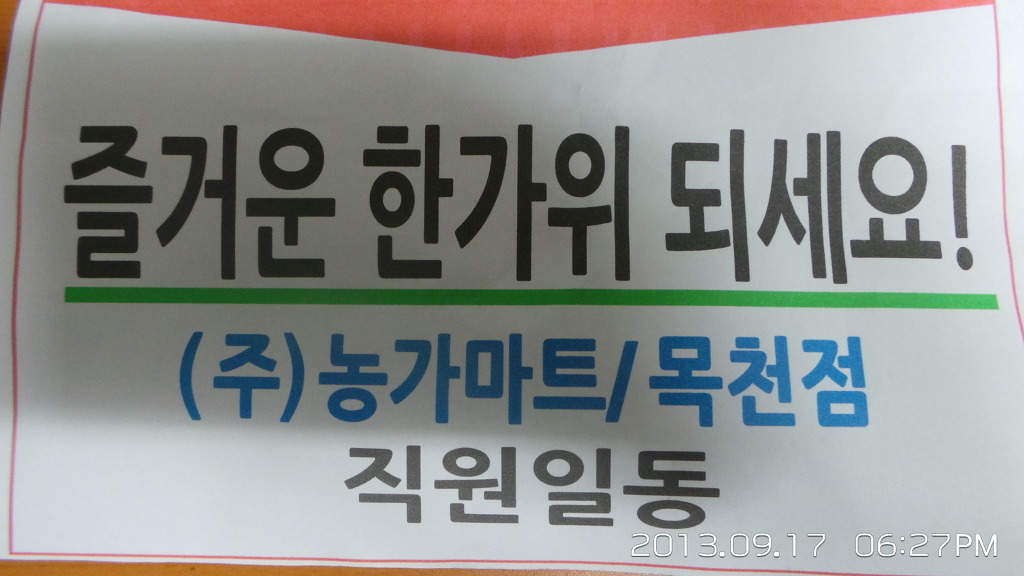 즐거운 한가위 되세요!
(주)농가마트/목천점
직원일동
2013.09.17 06:27PM